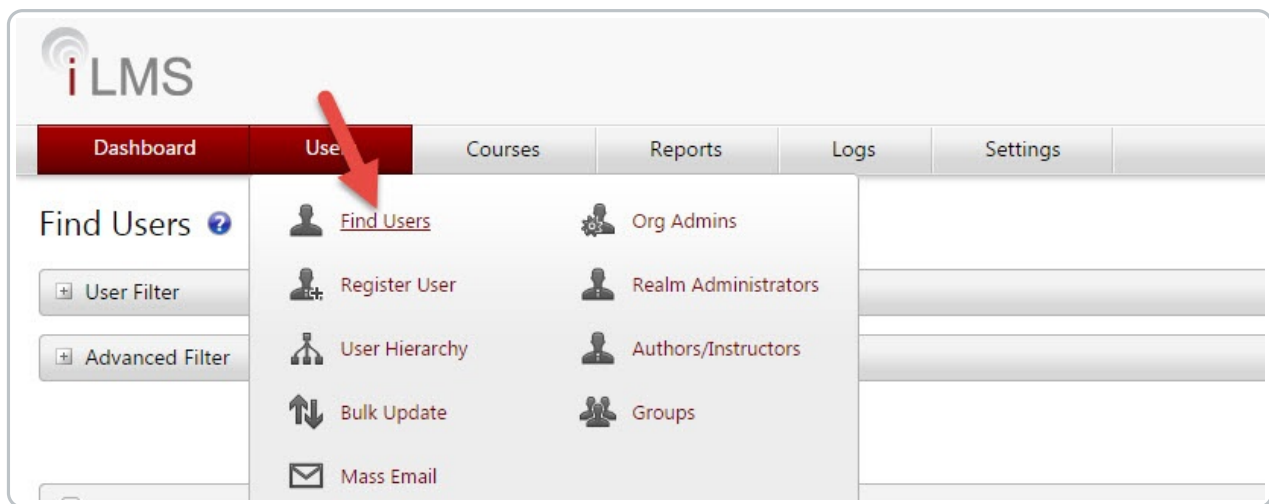 iLMS
Dashboard Users Courses Reports Logs Settings
Find Users
User Filter
Advanced Filter
Find Users
Register User
User Hierarchy
Bulk Update
Mass Email
Org Admins
Realm Administrators
Authors/Instructors
Groups